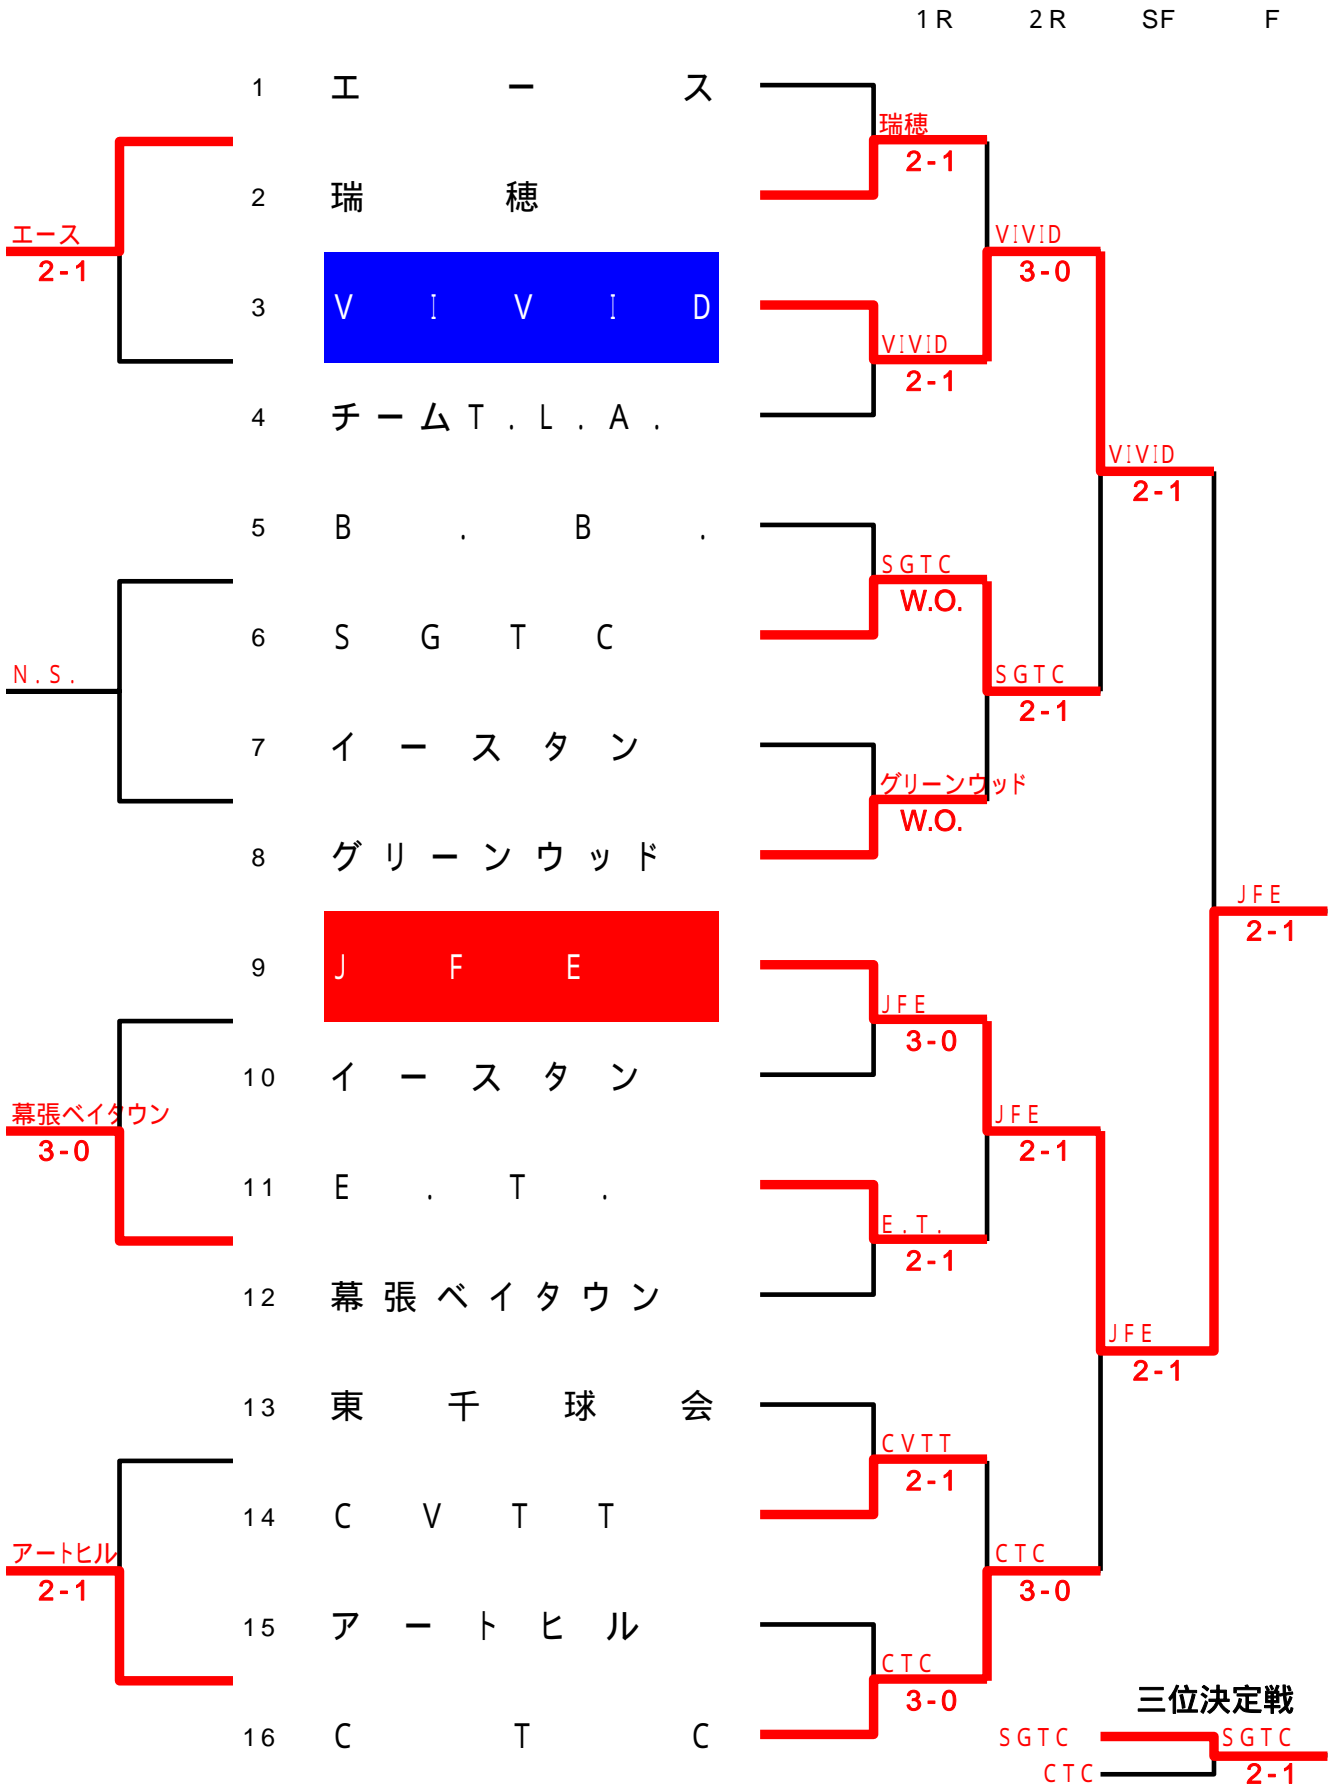 1R 2R SF F
1 エース
瑞穂
2-1
2 瑞穂
エース
2-1
VIVID
3-0
3 VIVID
VIVID
2-1
4 チームT.L.A.
VIVID
2-1
5 B.B.
SGTC
W.O.
6 SGTC
N.S.
SGTC
2-1
7 イースタン
グリーンウッド
W.O.
8 グリーンウッド
JFE
2-1
9 JFE
JFE
3-0
10 イースタン
幕張ベイタウン
3-0
JFE
2-1
11 E.T.
E.T.
2-1
12 幕張ベイタウン
JFE
2-1
13 東千球会
CVTT
2-1
14 CVTT
アートヒル
2-1
CTC
3-0
15 アートヒル
CTC
3-0
16 CTC
三位決定戦
SGTC SGTC
CTC 2-1